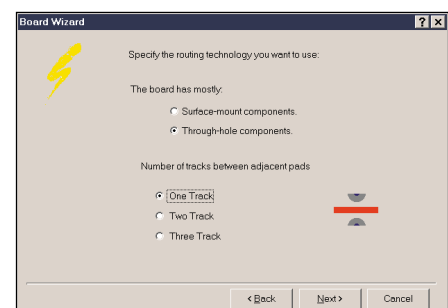 Board Wizard
Specify the routing technology you want to use:
The board has mostly:
Surface-mount components.
Through-hole components.
Number of tracks between adjacent pads
One Track
Two Track
Three Track
< Back Next > Cancel